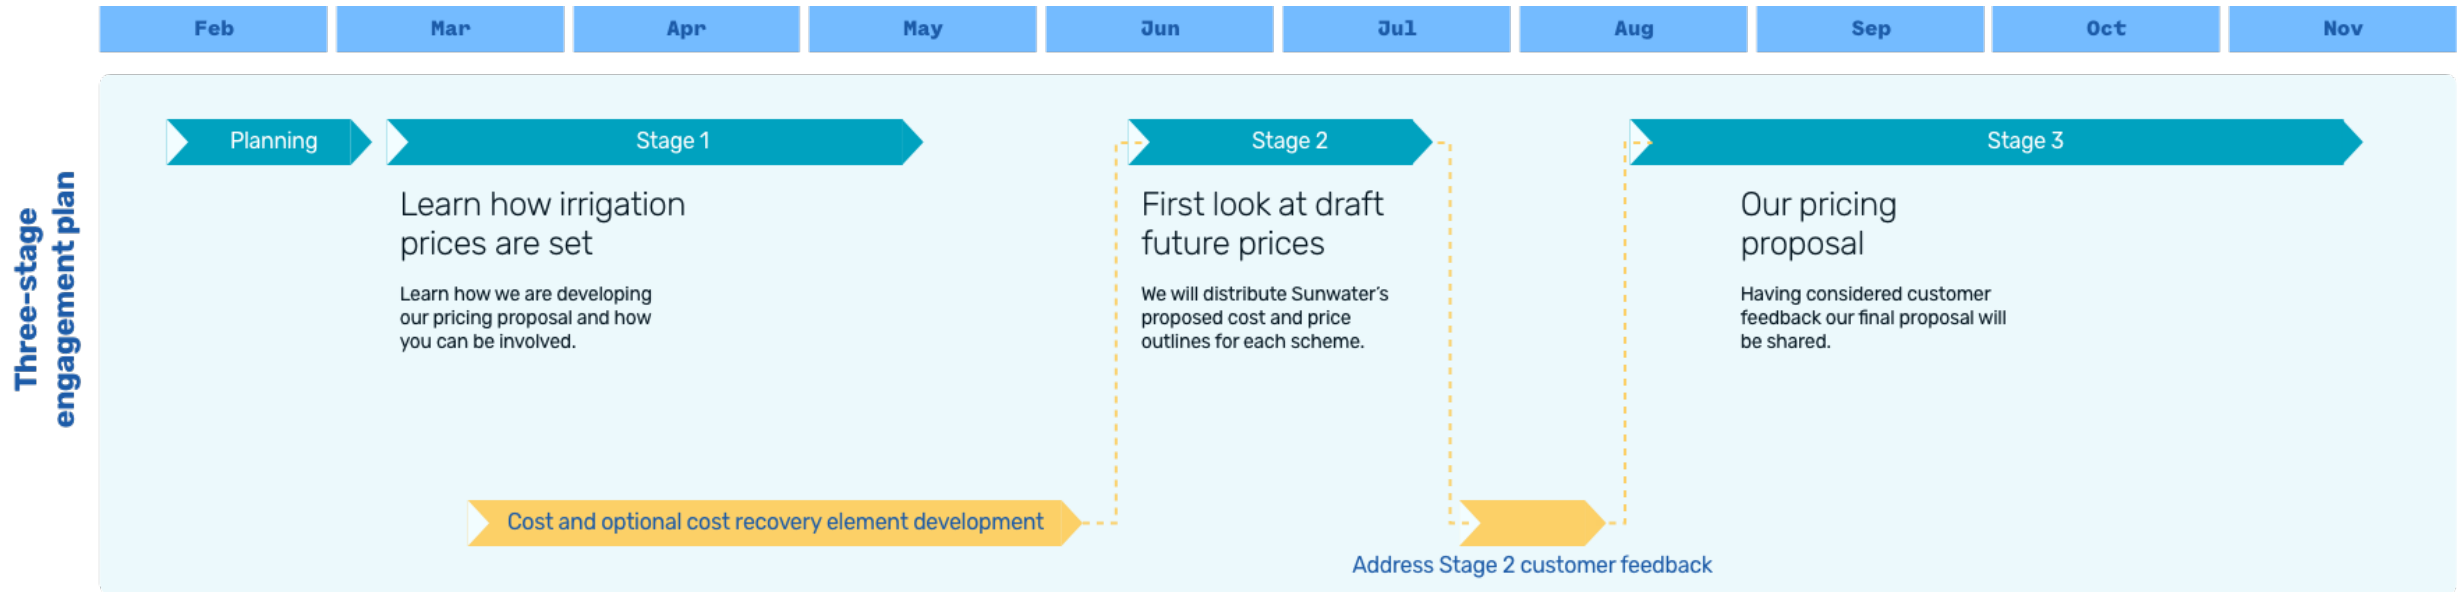 Feb
Mar
Apr
May
Jun
Jul
Aug
Sep
Oct
Nov
Three-stage
engagement plan
Planning
Stage 1
Stage 2
Stage 3
Learn how irrigation
prices are set
Learn how we are developing
our pricing proposal and how
you can be involved.
First look at draft
future prices
We will distribute Sunwater’s
proposed cost and price
outlines for each scheme.
Our pricing
proposal
Having considered customer
feedback our final proposal will
be shared.
Cost and optional cost recovery element development
Address Stage 2 customer feedback